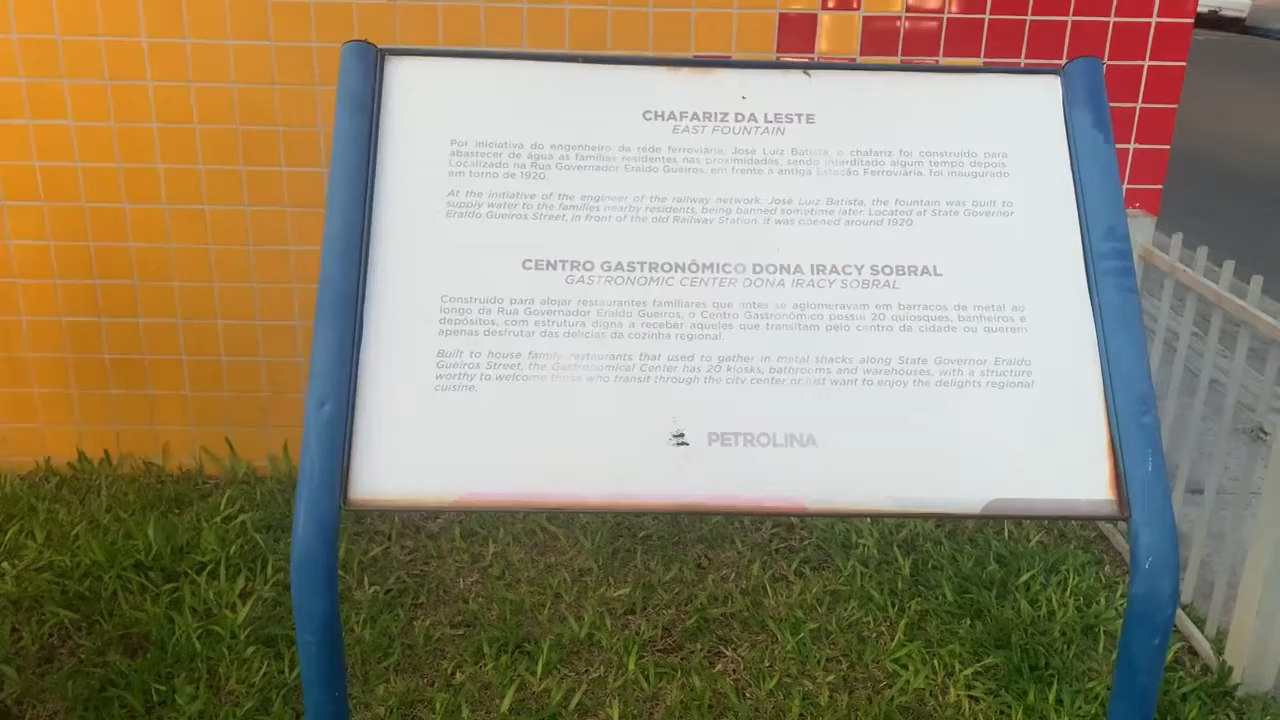 CHAFARIZ DA LESTE
EAST FOUNTAIN
Por iniciativa do engenheiro da rede ferroviária, José Luiz Batista, o chafariz foi construído para
abastecer de água as famílias residentes nas proximidades, sendo interditado algum tempo depois.
Localizado na Rua Governador Eraldo Gueiros, em frente a antiga Estação Ferroviária, foi inaugurado
em torno de 1920.
At the initiative of the engineer of the railway network, José Luiz Batista, the fountain was built to
supply water to the families nearby residents, being banned sometime later. Located at State Governor
Eraldo Gueiros Street, in front of the old Railway Station, it was opened around 1920.
CENTRO GASTRONÔMICO DONA IRACY SOBRAL
GASTRONOMIC CENTER DONA IRACY SOBRAL
Construído para alojar restaurantes familiares que antes se aglomeravam em barracos de metal ao
longo da Rua Governador Eraldo Gueiros, o Centro Gastronômico possui 20 quiosques, banheiros e
depósitos, com estrutura digna a receber aqueles que transitam pelo centro da cidade ou querem
apenas desfrutar das delícias da cozinha regional.
Built to house family restaurants that used to gather in metal shacks along State Governor Eraldo
Gueiros Street, the Gastronomical Center has 20 kiosks, bathrooms and warehouses, with a structure
worthy to welcome those who transit through the city center or just want to enjoy the delights regional
cuisine.
PETROLINA